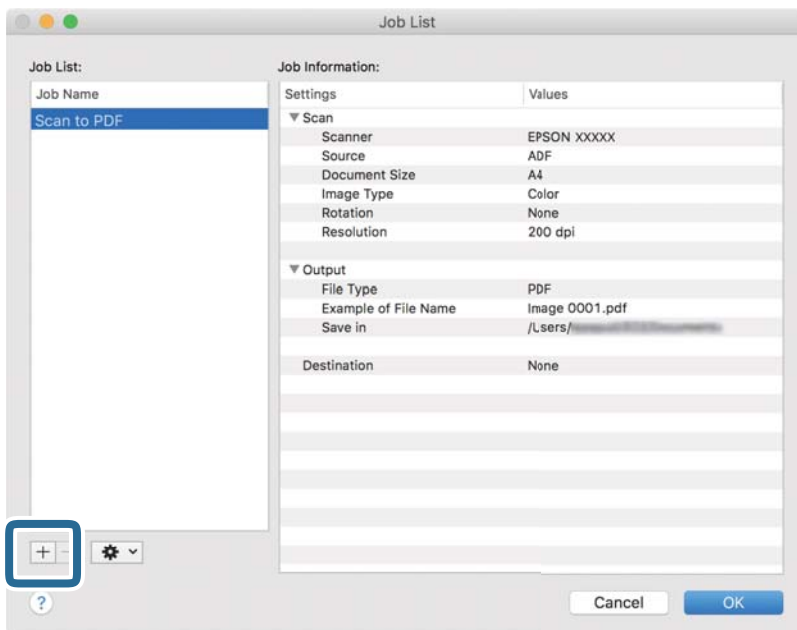 Job List
Job List:
Job Information:
Job Name
Scan to PDF
Settings Values
Scan
Scanner EPSON XXXXX
Source ADF
Document Size A4
Image Type Color
Rotation None
Resolution 200 dpi
Output
File Type PDF
Example of File Name Image 0001.pdf
Save in /Users/
Destination None
+ −
?
Cancel OK